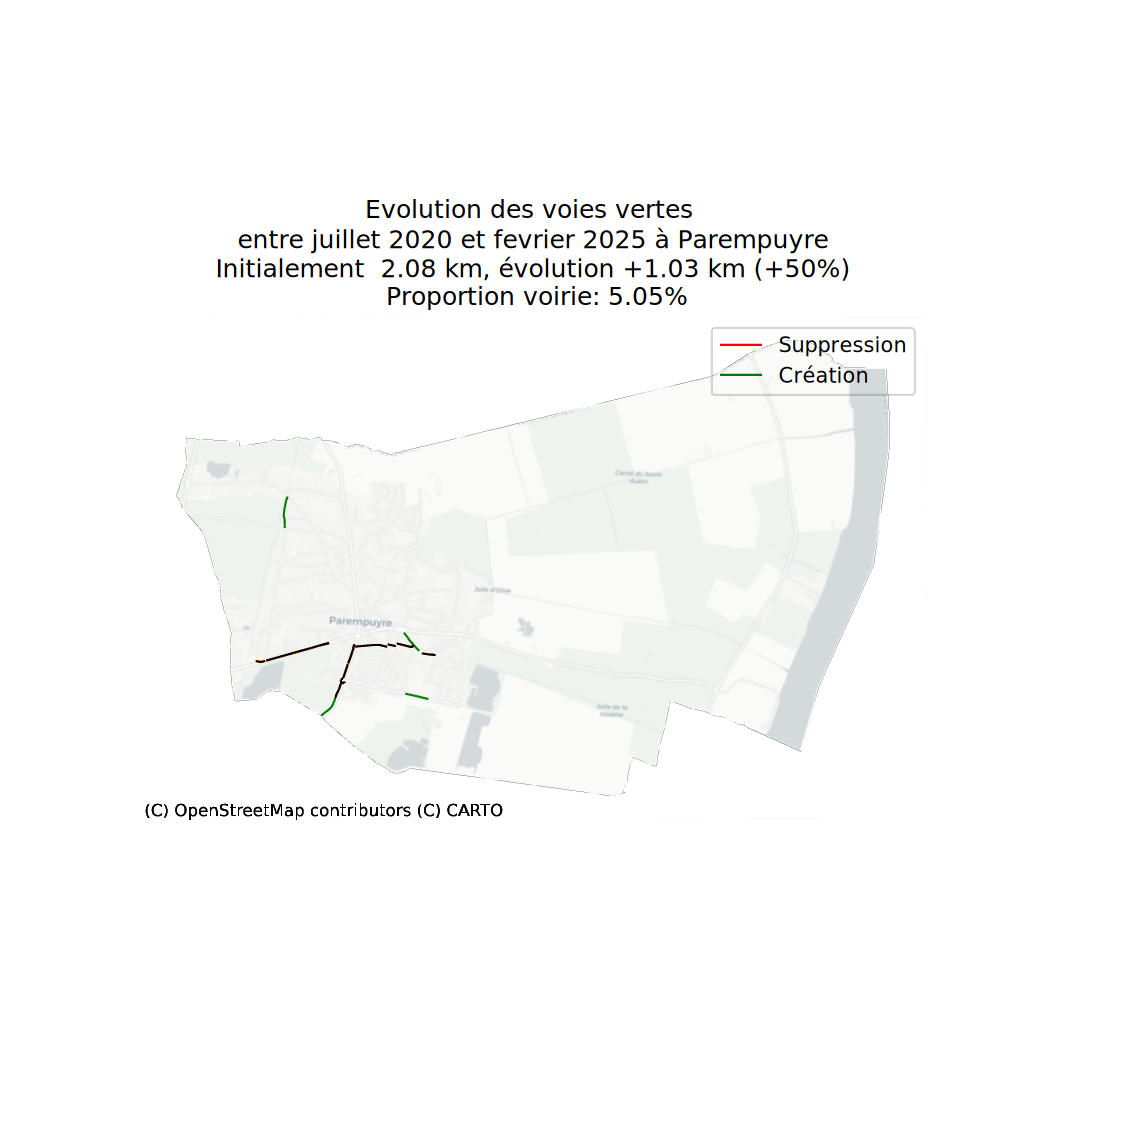 Evolution des voies vertes
entre juillet 2020 et fevrier 2025 à Parempuyre
Initialement  2.08 km, évolution +1.03 km (+50%)
Proportion voirie: 5.05%
Suppression
Création
Canal du Saint-
Aubin
Jalle d'Olive
Parempuyre
Jalle de la
Violette
(C) OpenStreetMap contributors (C) CARTO